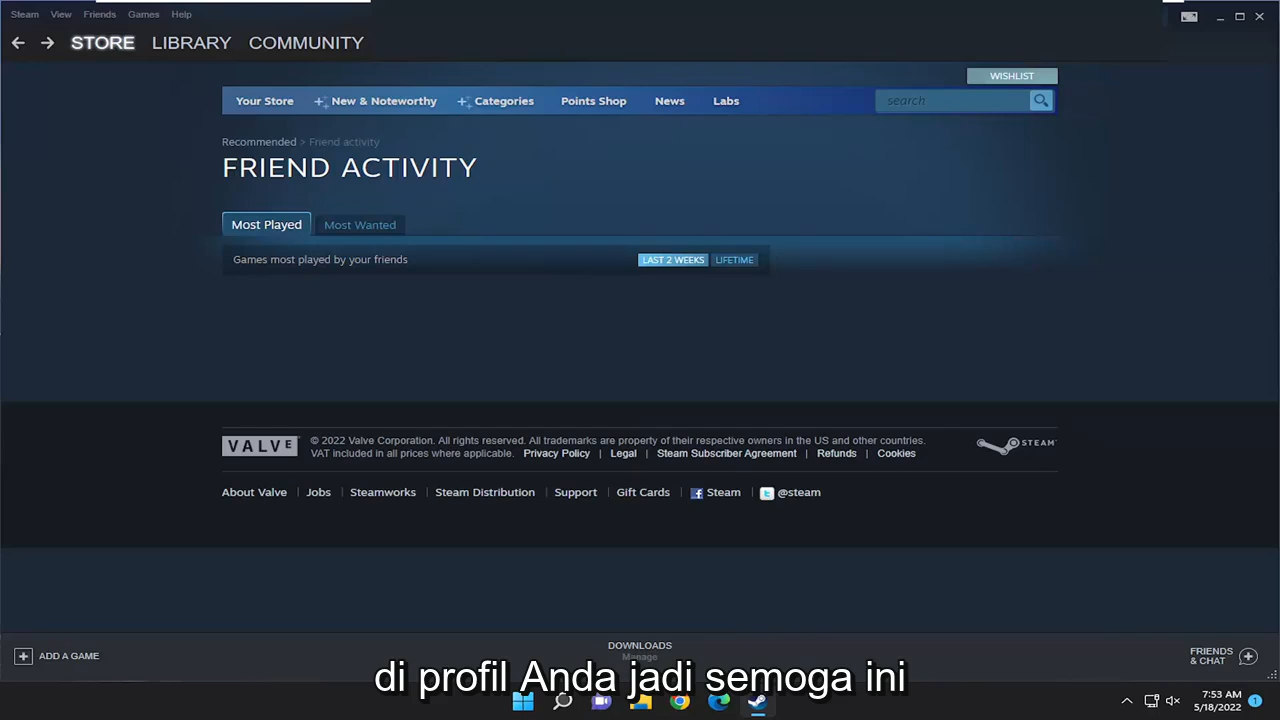 Steam View Friends Games Help
STORE LIBRARY COMMUNITY
WISHLIST
Your Store New & Noteworthy Categories Points Shop News Labs search
Recommended > Friend activity
FRIEND ACTIVITY
Most Played Most Wanted
Games most played by your friends LAST 2 WEEKS LIFETIME
VALVE © 2022 Valve Corporation. All rights reserved. All trademarks are property of their respective owners in the US and other countries. STEAM
VAT included in all prices where applicable. Privacy Policy | Legal | Steam Subscriber Agreement | Refunds | Cookies
About Valve | Jobs | Steamworks | Steam Distribution | Support | Gift Cards | Steam | @steam
DOWNLOADS
Manage
ADD A GAME
FRIENDS
& CHAT
di profil Anda jadi semoga ini
7:53 AM
5/18/2022
1